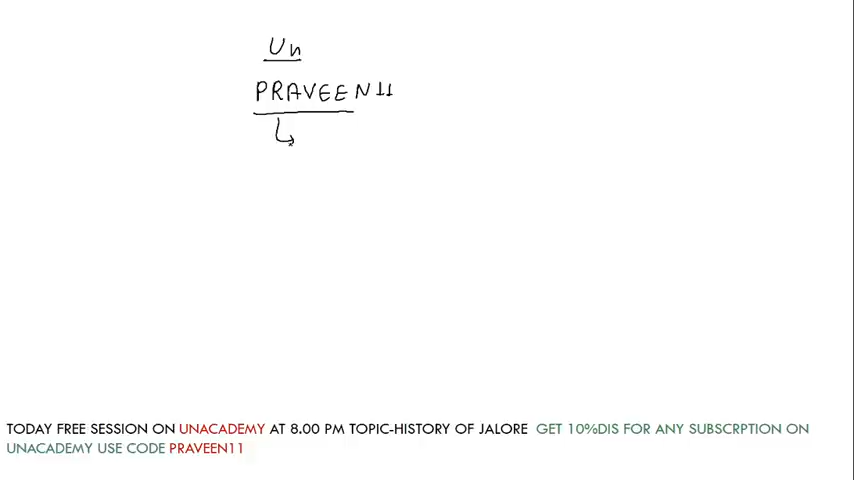 Un
PRAVEEN11
TODAY FREE SESSION ON UNACADEMY AT 8.00 PM TOPIC-HISTORY OF JALORE GET 10%DIS FOR ANY SUBSCRPTION ON
UNACADEMY USE CODE PRAVEEN11